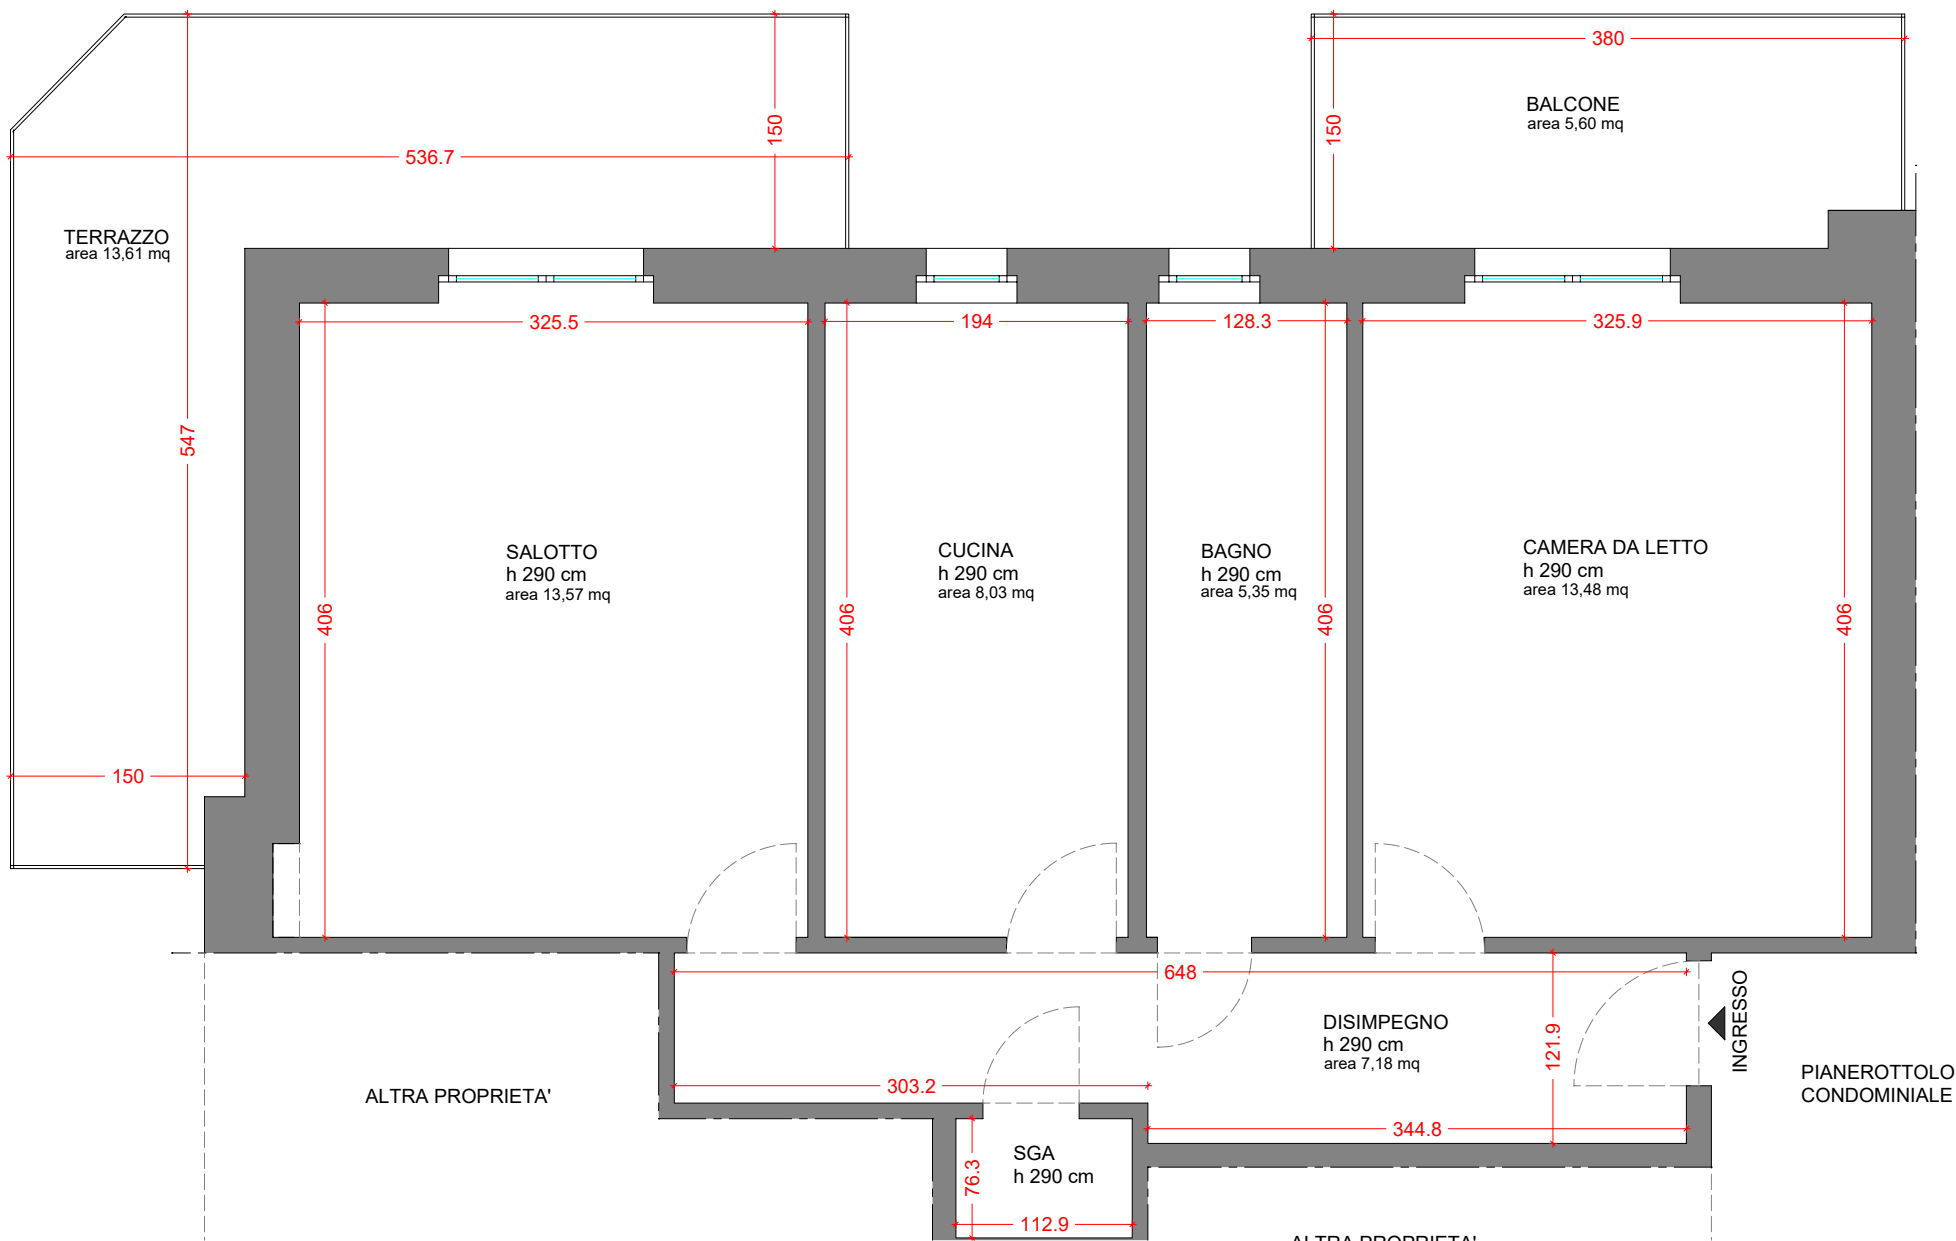 380
BALCONE
area 5,60 mq
150
150
536.7
TERRAZZO
area 13,61 mq
547
150
325.5
194
128.3
325.9
SALOTTO
h 290 cm
area 13,57 mq
CUCINA
h 290 cm
area 8,03 mq
BAGNO
h 290 cm
area 5,35 mq
CAMERA DA LETTO
h 290 cm
area 13,48 mq
406
406
406
406
648
DISIMPEGNO
h 290 cm
area 7,18 mq
121.9
INGRESSO
PIANEROTTOLO
CONDOMINIALE
303.2
ALTRA PROPRIETA'
344.8
SGA
h 290 cm
76.3
112.9
ALTRA PROPRIETA'